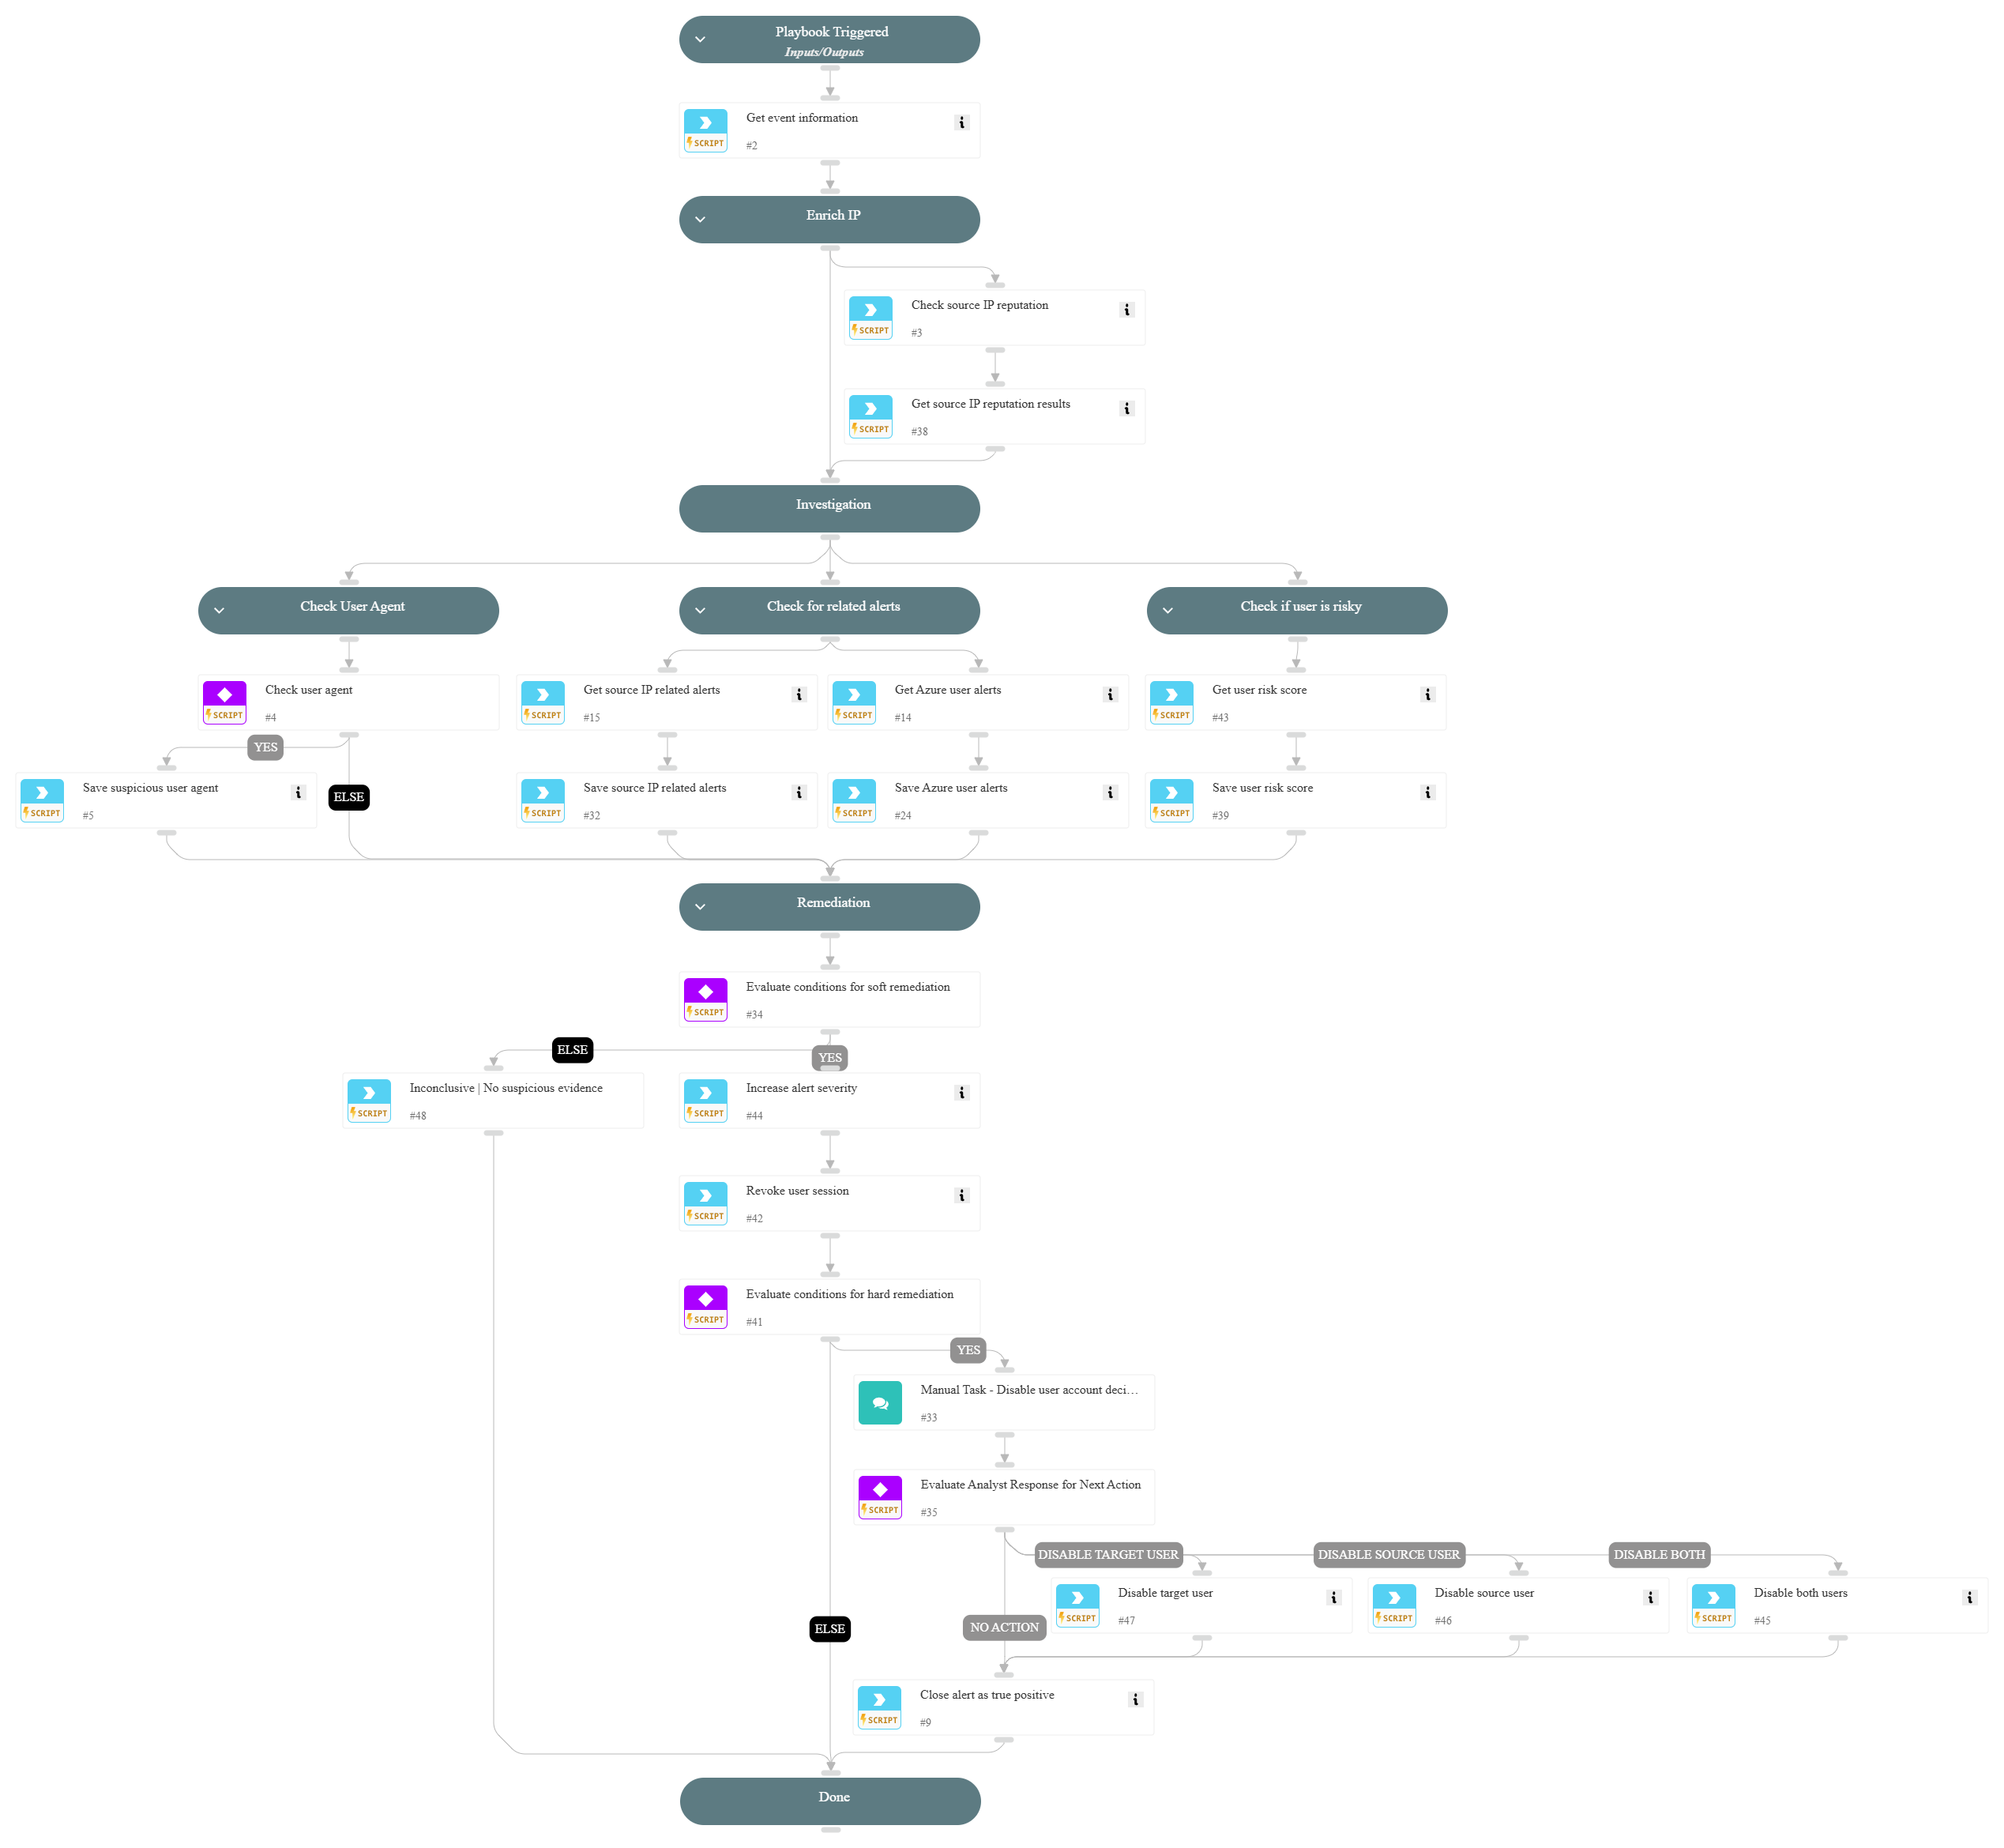 Playbook Triggered
Inputs/Outputs
Get event information
SCRIPT
#2
Enrich IP
Check source IP reputation
SCRIPT
#3
Get source IP reputation results
SCRIPT
#38
Investigation
Check User Agent
Check for related alerts
Check if user is risky
Check user agent
SCRIPT
#4
Get source IP related alerts
SCRIPT
#15
Get Azure user alerts
SCRIPT
#14
Get user risk score
SCRIPT
#43
YES
ELSE
Save suspicious user agent
SCRIPT
#5
Save source IP related alerts
SCRIPT
#32
Save Azure user alerts
SCRIPT
#24
Save user risk score
SCRIPT
#39
Remediation
Evaluate conditions for soft remediation
SCRIPT
#34
ELSE
YES
Inconclusive | No suspicious evidence
SCRIPT
#48
Increase alert severity
SCRIPT
#44
Revoke user session
SCRIPT
#42
Evaluate conditions for hard remediation
SCRIPT
#41
YES
Manual Task - Disable user account deci...
#33
Evaluate Analyst Response for Next Action
SCRIPT
#35
DISABLE TARGET USER
DISABLE SOURCE USER
DISABLE BOTH
Disable target user
SCRIPT
#47
Disable source user
SCRIPT
#46
Disable both users
SCRIPT
#45
ELSE
NO ACTION
Close alert as true positive
SCRIPT
#9
Done